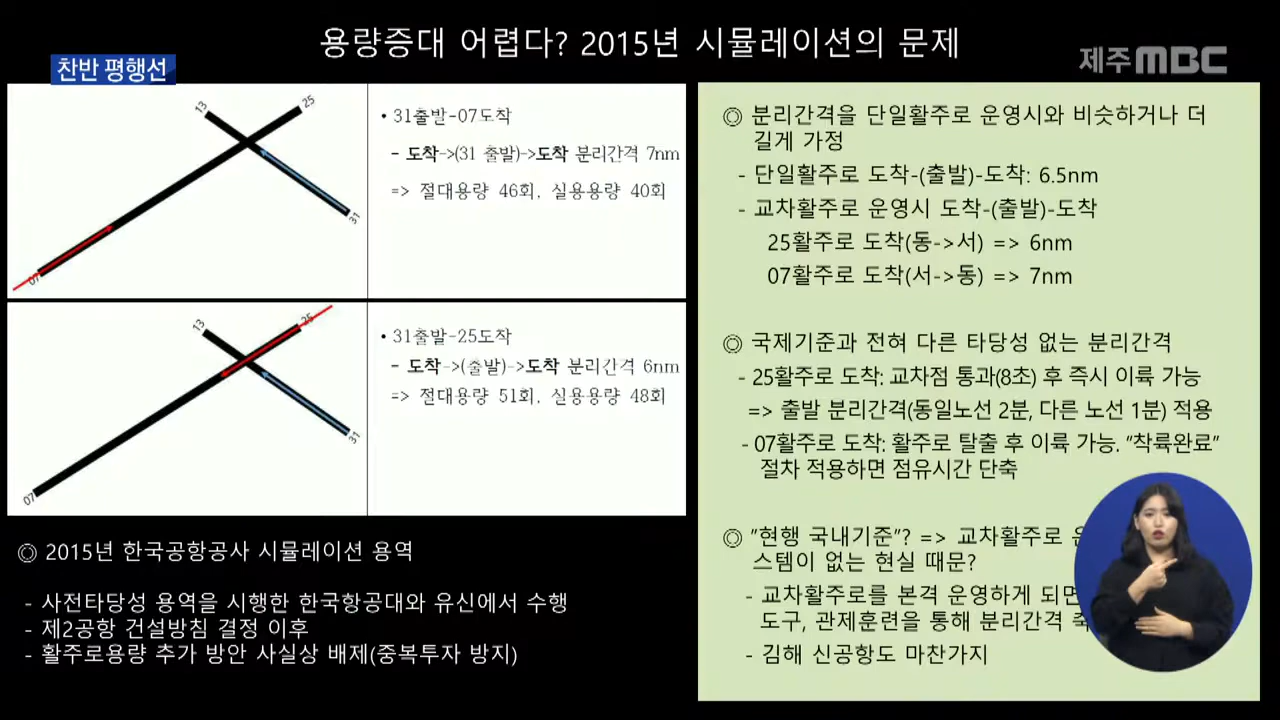 용량증대 어렵다? 2015년 시뮬레이션의 문제
찬반 평행선
제주MBC
13
25
07
31
• 31출발-07도착
- 도착->(31 출발)->도착 분리간격 7nm
=> 절대용량 46회, 실용용량 40회
13
25
07
31
• 31출발-25도착
- 도착->(출발)->도착 분리간격 6nm
=> 절대용량 51회, 실용용량 48회
◎ 2015년 한국공항공사 시뮬레이션 용역
- 사전타당성 용역을 시행한 한국항공대와 유신에서 수행
- 제2공항 건설방침 결정 이후
- 활주로용량 추가 방안 사실상 배제(중복투자 방지)
◎ 분리간격을 단일활주로 운영시와 비슷하거나 더
길게 가정
- 단일활주로 도착-(출발)-도착: 6.5nm
- 교차활주로 운영시 도착-(출발)-도착
25활주로 도착(동->서) => 6nm
07활주로 도착(서->동) => 7nm
◎ 국제기준과 전혀 다른 타당성 없는 분리간격
- 25활주로 도착: 교차점 통과(8초) 후 즉시 이륙 가능
=> 출발 분리간격(동일노선 2분, 다른 노선 1분) 적용
- 07활주로 도착: 활주로 탈출 후 이륙 가능. "착륙완료"
절차 적용하면 점유시간 단축
◎ "현행 국내기준"? => 교차활주로
스템이 없는 현실 때문?
- 교차활주로를 본격 운영하게 되면
도구, 관제훈련을 통해 분리간격
- 김해 신공항도 마찬가지